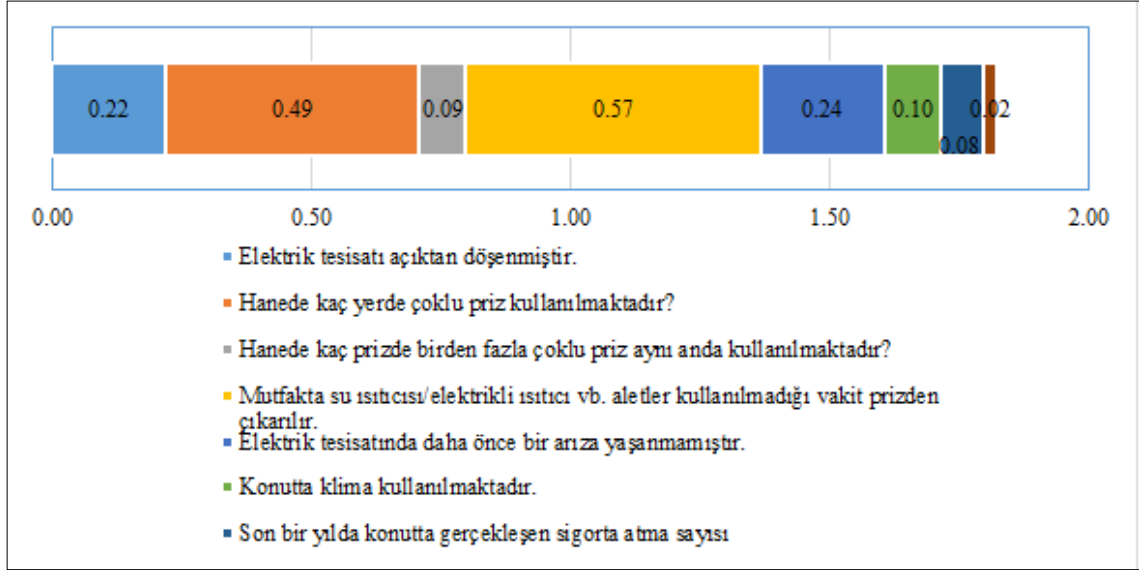 0.22 0.49 0.09 0.57 0.24 0.10 0.08 0.02
0.00 0.50 1.00 1.50 2.00
Elektrik tesisatı açıktan döşenmiştir.
Hanede kaç yerde çoklu priz kullanılmaktadır?
Hanede kaç prizde birden fazla çoklu priz aynı anda kullanılmaktadır?
Mutfakta su ısıtıcısı/elektrikli ısıtıcı vb. aletler kullanılmadığı vakit prizden
çıkarılır.
Elektrik tesisatında daha önce bir arıza yaşanmamıştır.
Konutta klima kullanılmaktadır.
Son bir yılda konutta gerçekleşen sigorta atma sayısı